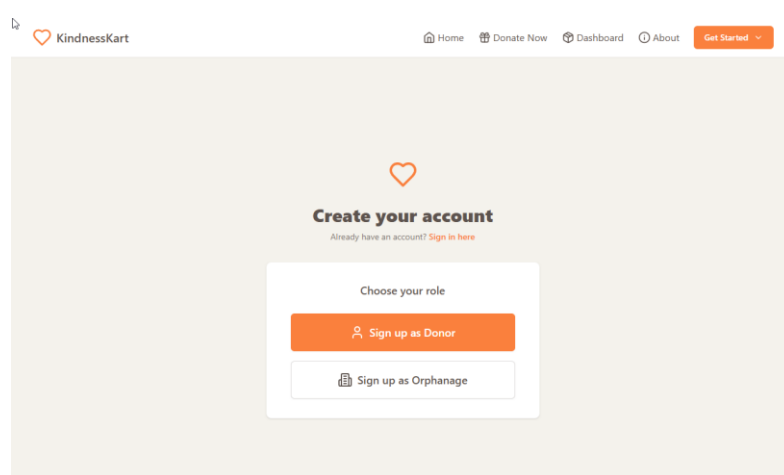 KindnessKart
Home Donate Now Dashboard About Get Started
Create your account
Already have an account? Sign in here
Choose your role
Sign up as Donor
Sign up as Orphanage